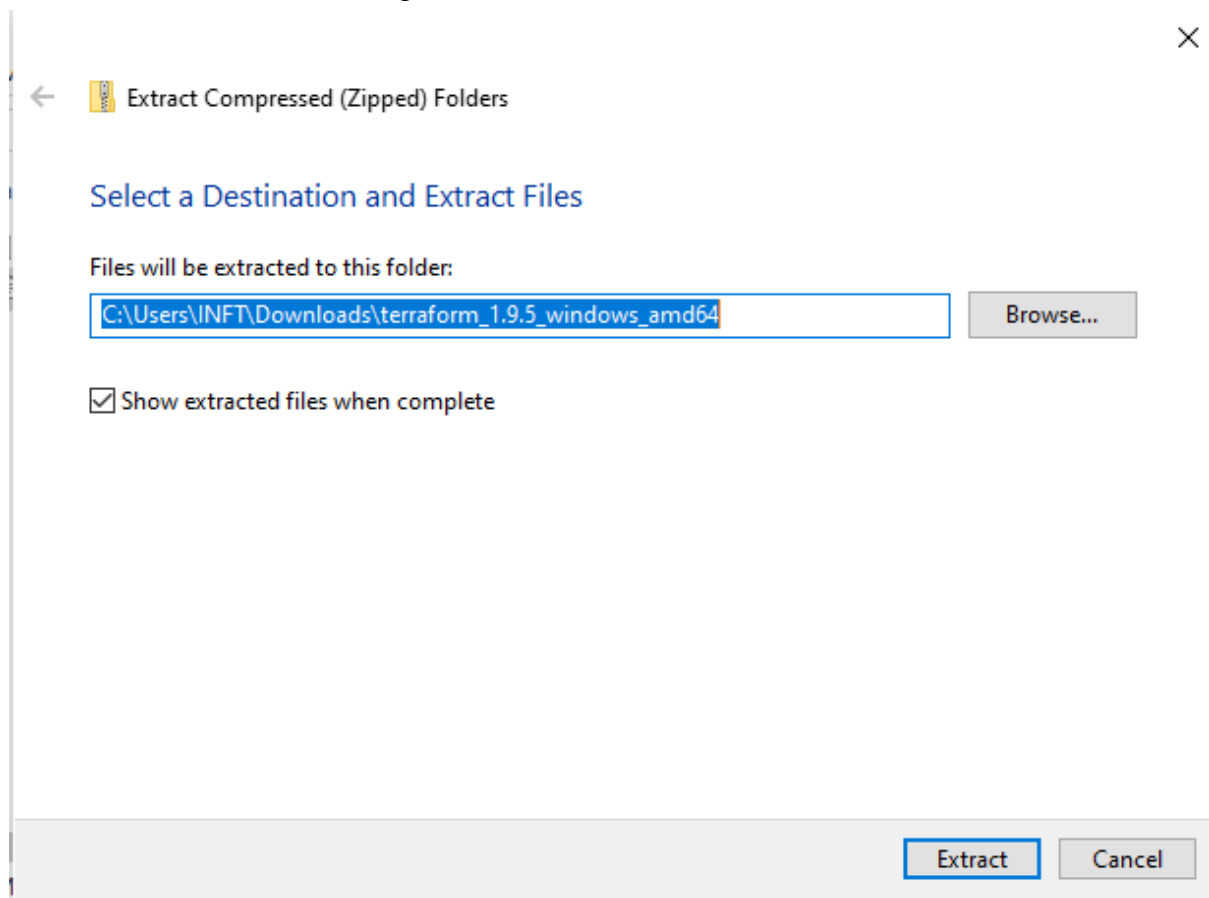 Extract Compressed (Zipped) Folders
Select a Destination and Extract Files
Files will be extracted to this folder:
C:\Users\INFT\Downloads\terraform_1.9.5_windows_amd64
Browse...
Show extracted files when complete
Extract
Cancel